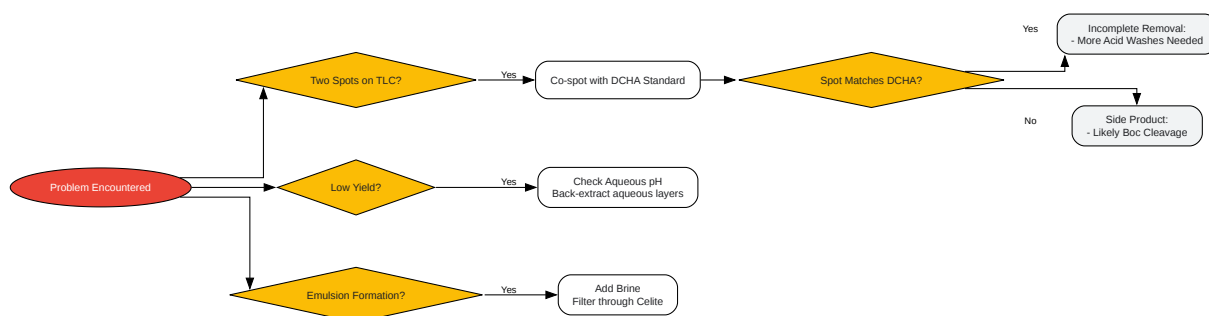 Problem Encountered
Two Spots on TLC?
Yes
Co-spot with DCHA Standard
Spot Matches DCHA?
Yes
Incomplete Removal:
- More Acid Washes Needed
No
Side Product:
- Likely Boc Cleavage
Low Yield?
Yes
Check Aqueous pH
Back-extract aqueous layers
Emulsion Formation?
Yes
Add Brine
Filter through Celite